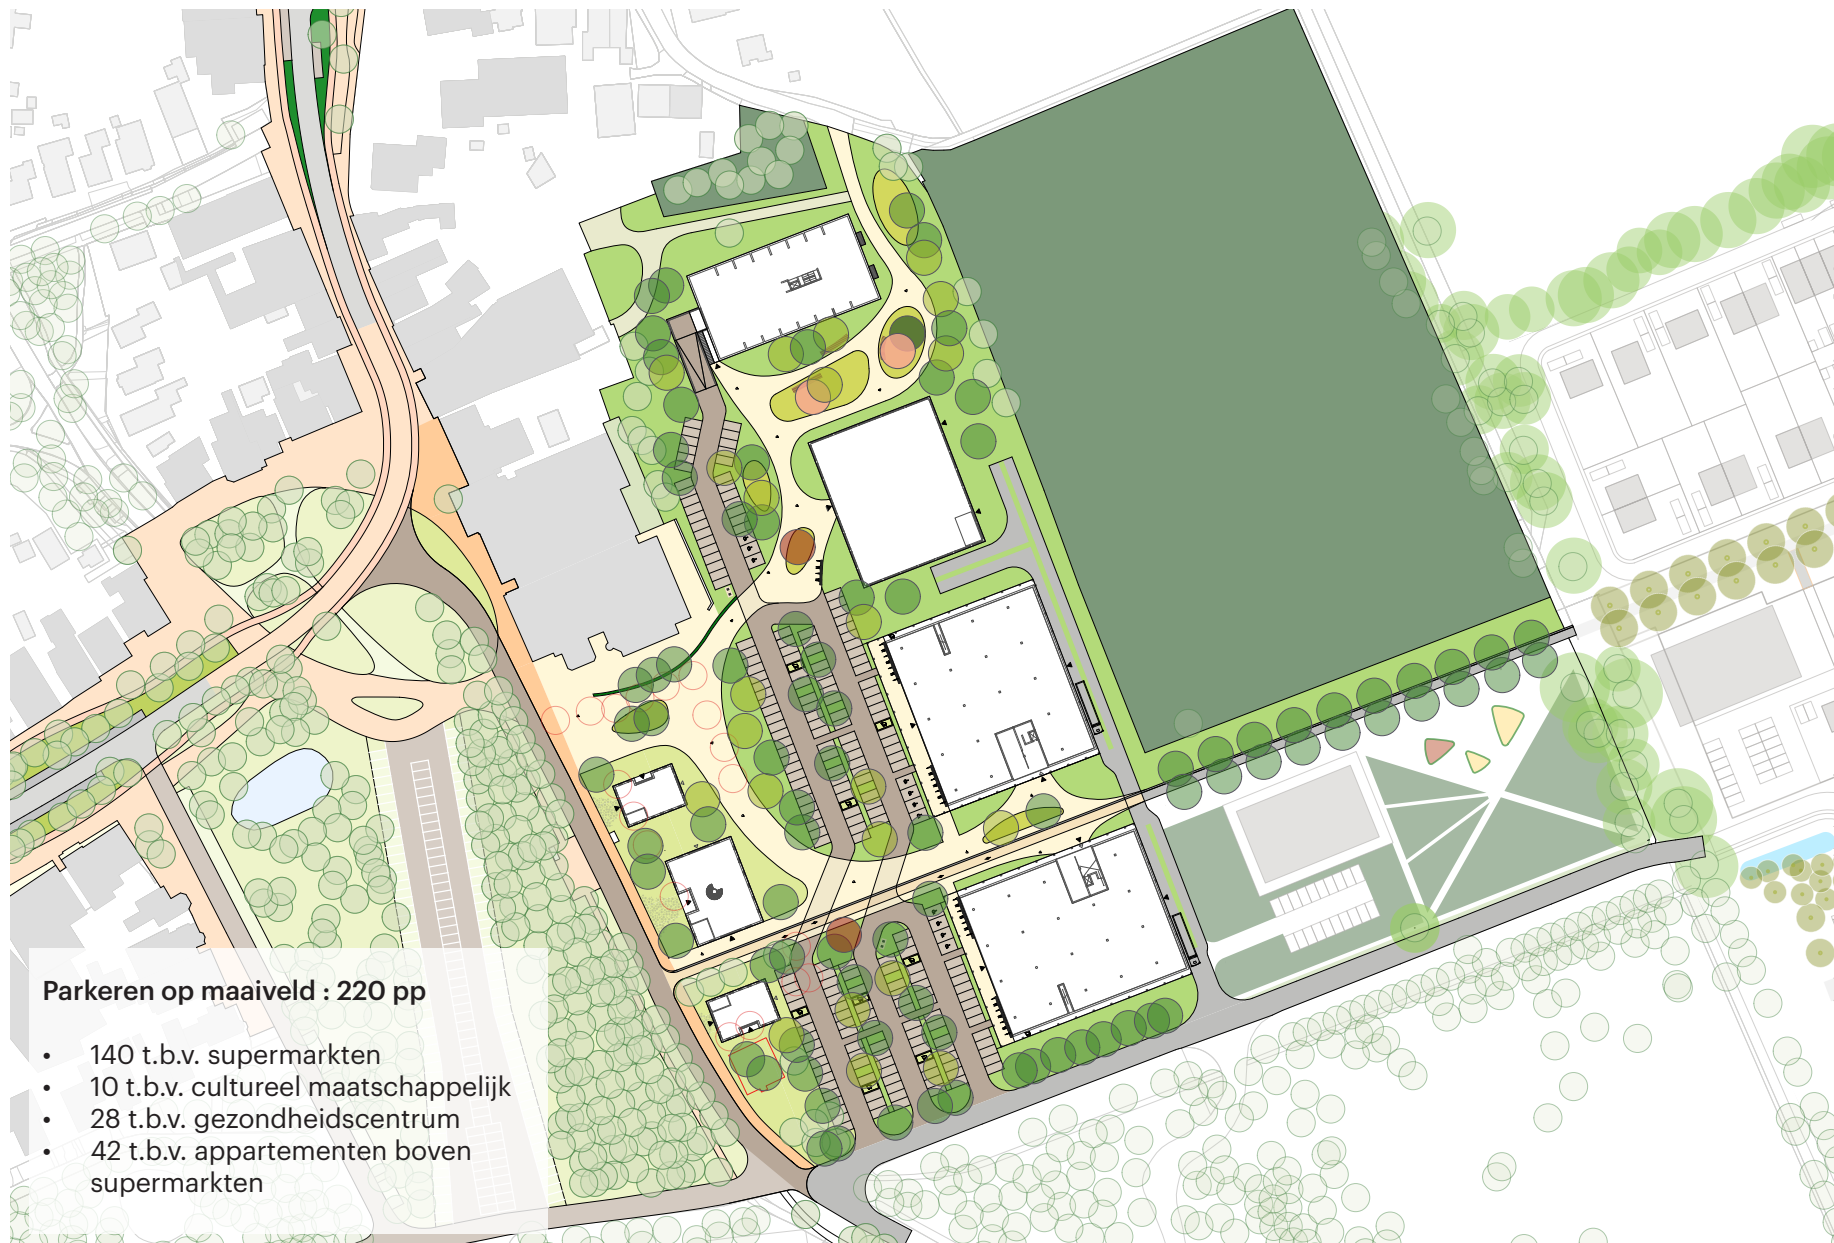 Parkeren op maaiveld : 220 pp
• 140 t.b.v. supermarkten
• 10 t.b.v. cultureel maatschappelijk
• 28 t.b.v. gezondheidscentrum
• 42 t.b.v. appartementen boven
supermarkten